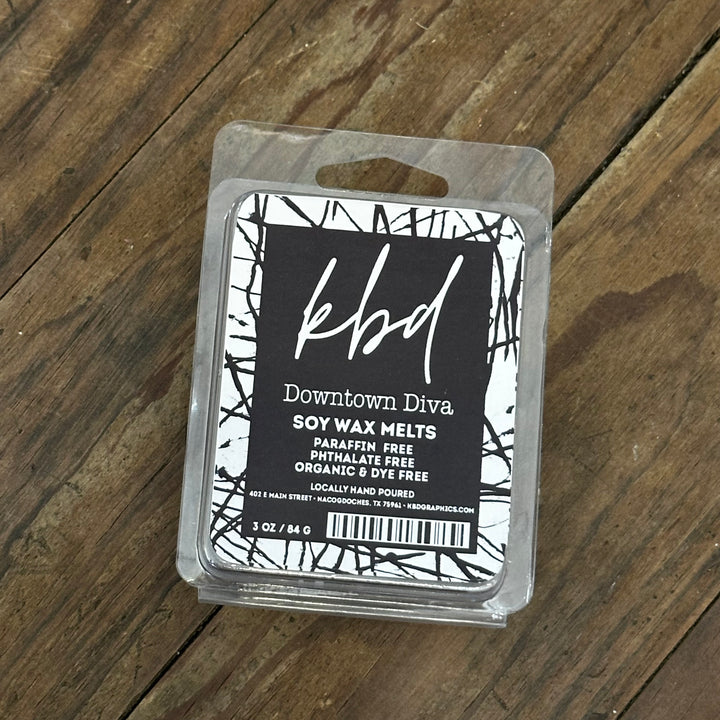 kbd
Downtown Diva
SOY WAX MELTS
PARAFFIN FREE
PHTHALATE FREE
ORGANIC & DYE FREE
LOCALLY HAND POURED
402 E MAIN STREET • NACOGDOCHES, TX 75961 • KBDGRAPHICS.COM
3 OZ / 84 G